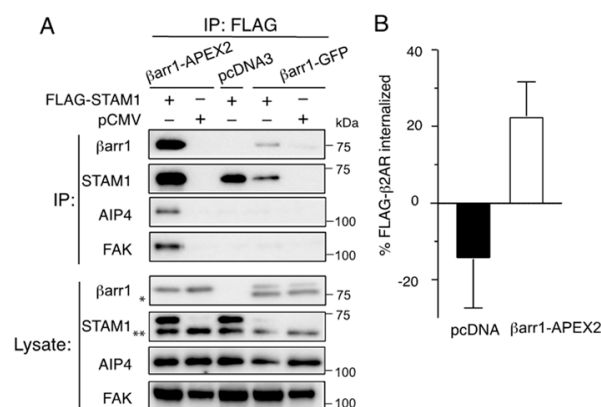 A
IP: FLAG
βarr1-APEX2 pcDNA3 βarr1-GFP
FLAG-STAM1 + – + + –
pCMV – + – – +
kDa
IP:
βarr1
75
STAM1
75
AIP4
100
FAK
100
Lysate:
βarr1
*
75
STAM1
**
75
AIP4
100
FAK
100
B
% FLAG-β2AR internalized
40
20
0
-20
pcDNA βarr1-APEX2